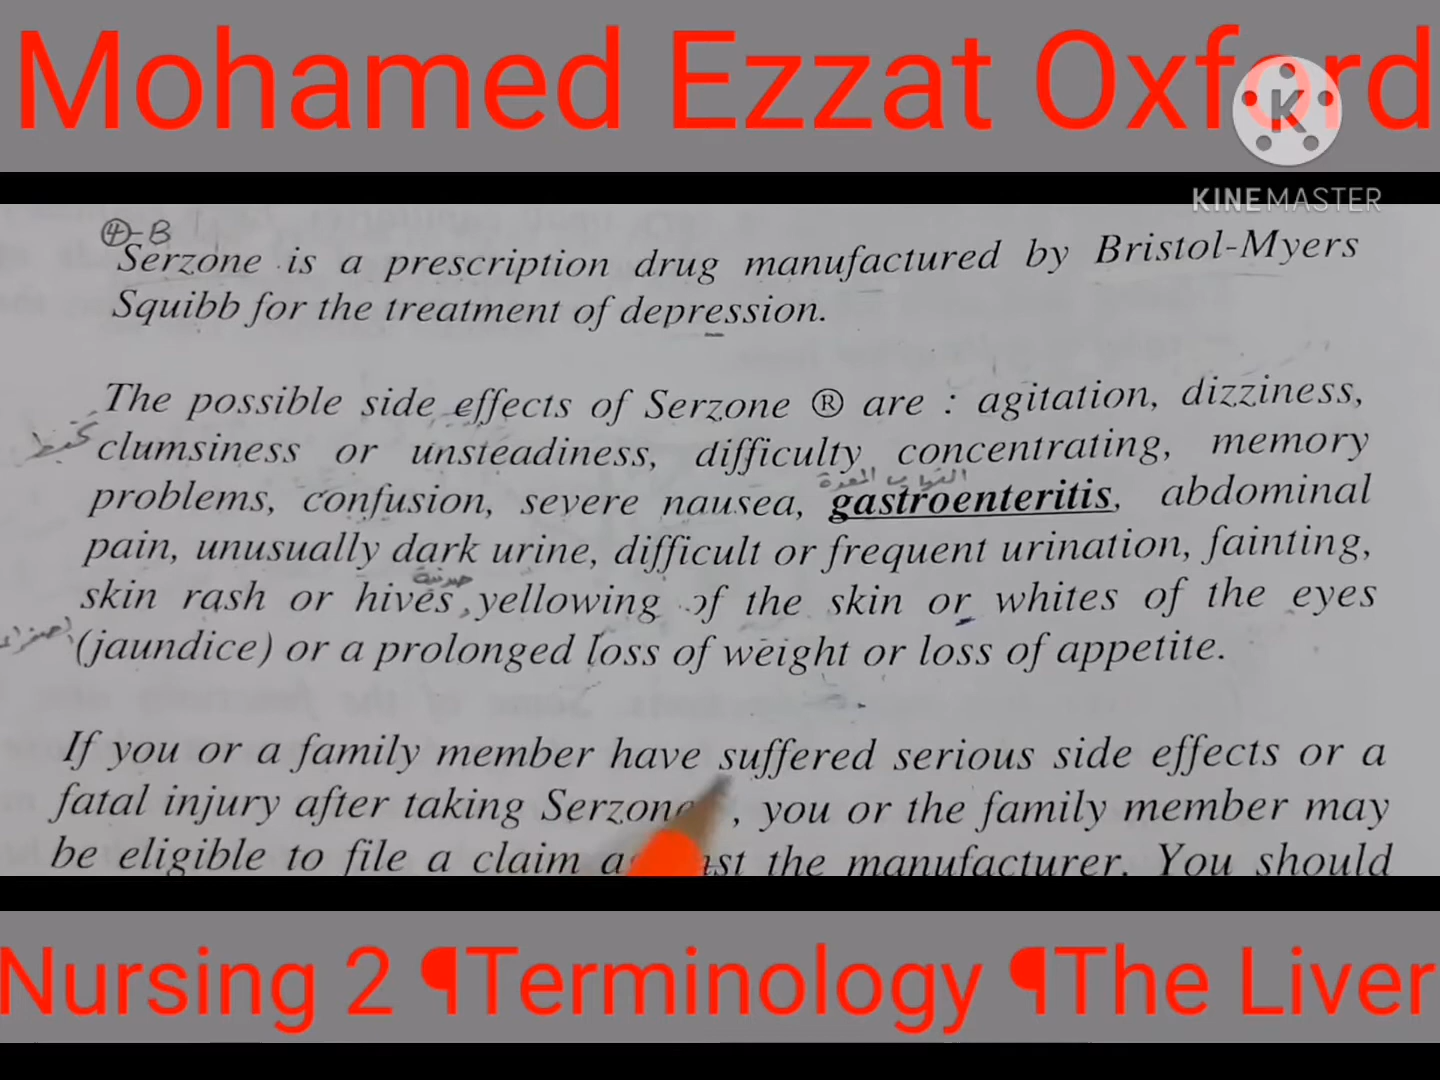 Mohamed Ezzat Oxford
K
KINEMASTER
④-B
Serzone is a prescription drug manufactured by Bristol-Myers
Squibb for the treatment of depression.
The possible side effects of Serzone ® are : agitation, dizziness,
clumsiness or unsteadiness, difficulty concentrating, memory
التهاب المعدة
problems, confusion, severe nausea, gastroenteritis, abdominal
pain, unusually dark urine, difficult or frequent urination, fainting,
skin rash or hives, yellowing of the skin or whites of the eyes
(jaundice) or a prolonged loss of weight or loss of appetite.
If you or a family member have suffered serious side effects or a
fatal injury after taking Serzone , you or the family member may
be eligible to file a claim the manufacturer. You should
Nursing 2 ¶Terminology ¶The Liver